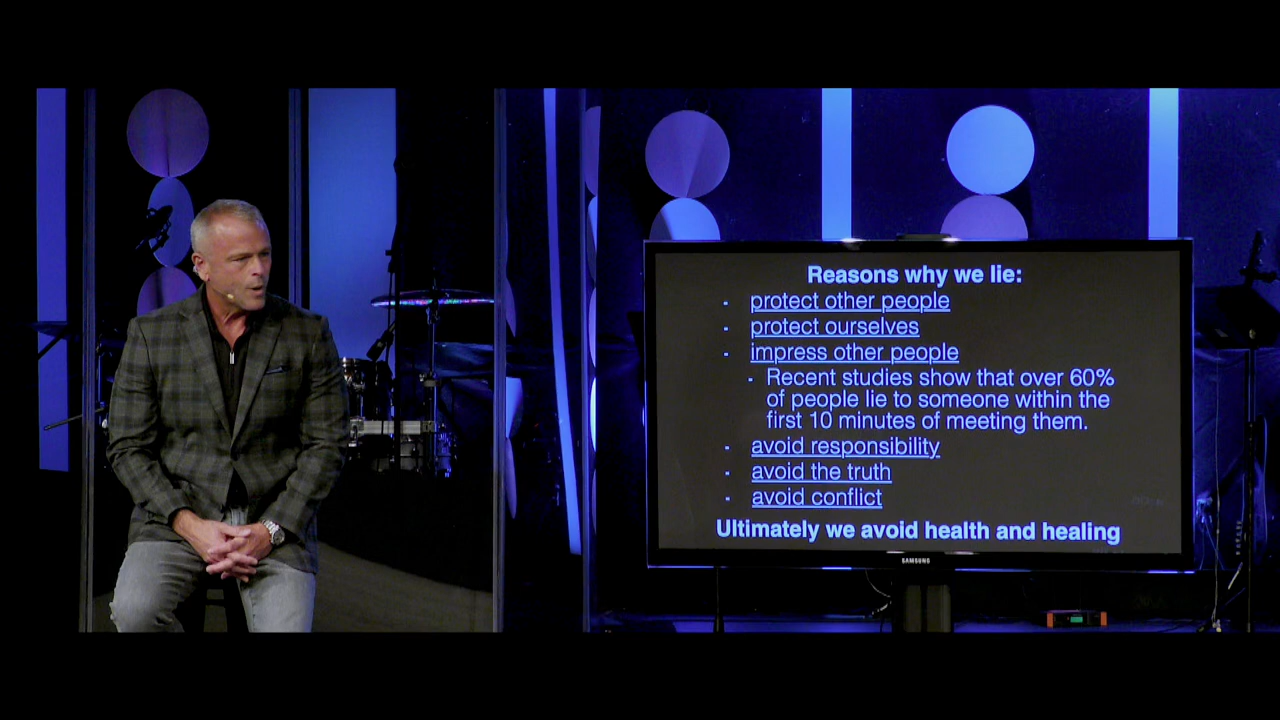 Reasons why we lie:
- protect other people
- protect ourselves
- impress other people
- Recent studies show that over 60%
of people lie to someone within the
first 10 minutes of meeting them.
- avoid responsibility
- avoid the truth
- avoid conflict
Ultimately we avoid health and healing
SAMSUNG